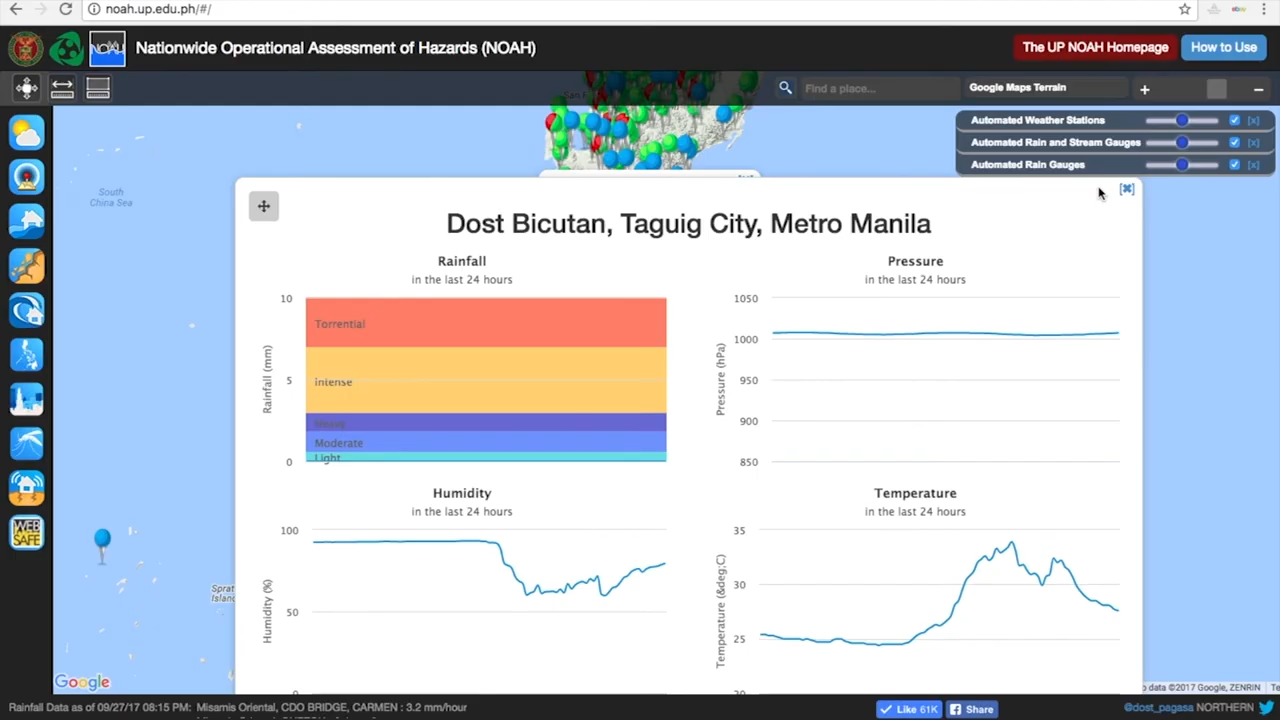 noah.up.edu.ph/#/
NOAH
Nationwide Operational Assessment of Hazards (NOAH)
The UP NOAH Homepage
How to Use
Find a place...
Google Maps Terrain
Automated Weather Stations
[x]
Automated Rain and Stream Gauges
[x]
Automated Rain Gauges
[x]
South
China Sea
Dost Bicutan, Taguig City, Metro Manila
Rainfall
in the last 24 hours
Rainfall (mm)
10
5
0
Torrential
Intense
Heavy
Moderate
Light
Pressure
in the last 24 hours
Pressure (hPa)
1050
1000
950
900
850
Humidity
in the last 24 hours
Humidity (%)
100
50
Temperature
in the last 24 hours
Temperature (&deg;C)
35
30
25
WEB
SAFE
Google
data ©2017 Google, ZENRIN
Rainfall Data as of 09/27/17 08:15 PM: Misamis Oriental, CDO BRIDGE, CARMEN : 3.2 mm/hour
Like 61K
Share
@dost_pagasa NORTHERN